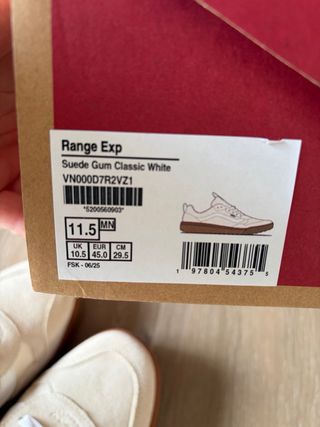 Range Exp
Suede Gum Classic White
VN000D7R2VZ1
*5200560903*
11.5 MN
UK EUR CM
10.5 45.0 29.5
FSK - 06/25
1 97804 54375 5